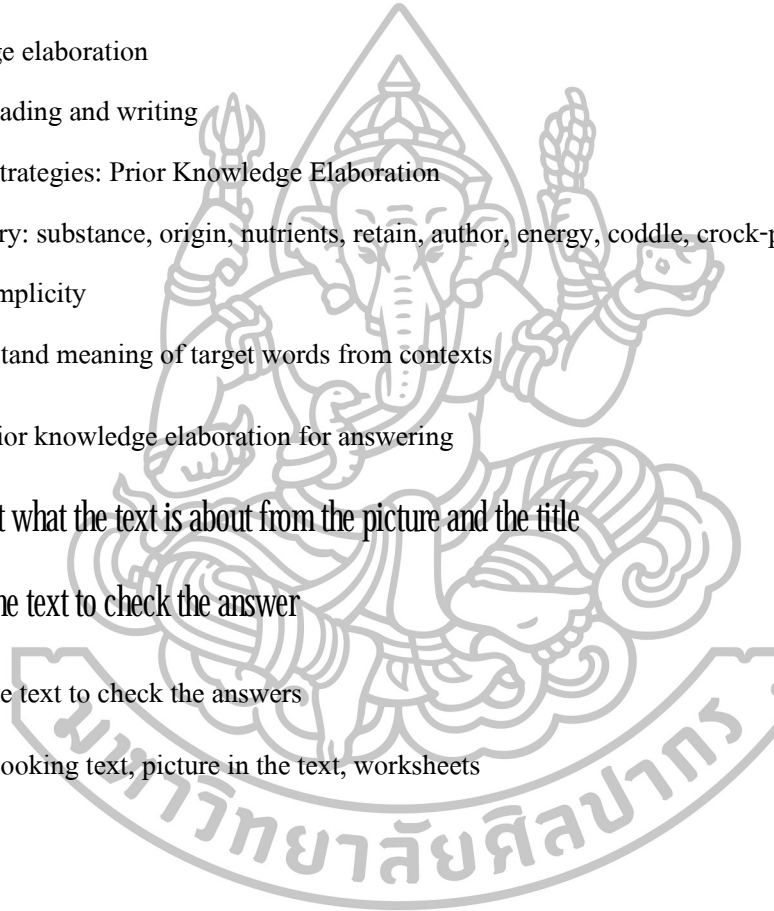 ge elaboration
ading and writing
trategies: Prior Knowledge Elaboration
ry: substance, origin, nutrients, retain, author, energy, coddle, crock-p
mplicity
tand meaning of target words from contexts
ior knowledge elaboration for answering
t what the text is about from the picture and the title
he text to check the answer
e text to check the answers
ooking text, picture in the text, worksheets
มหาวิทยาลัยศิลปากร